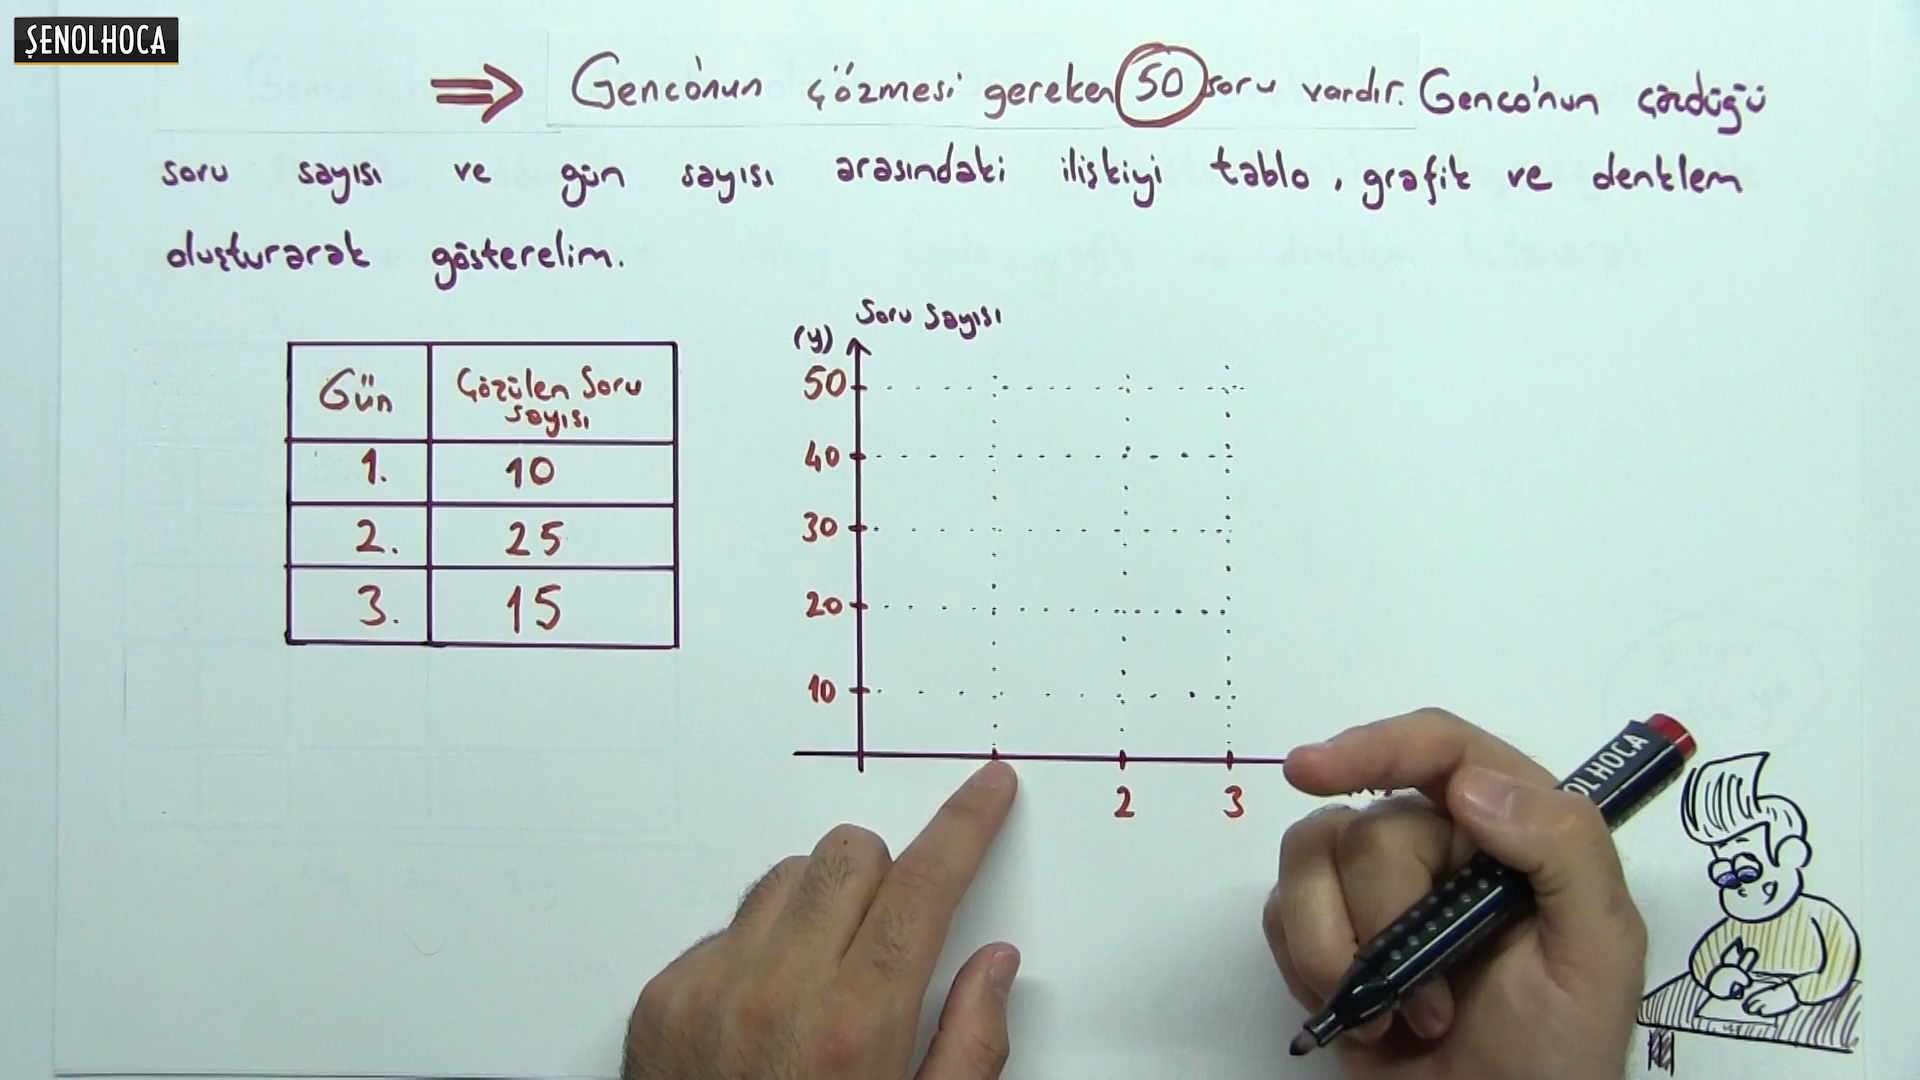 ŞENOLHOCA
⇒ Genco'nun çözmesi gereken 50 soru vardır. Genco'nun çözdüğü
soru sayısı ve gün sayısı arasındaki ilişkiyi tablo, grafik ve denklem
oluşturarak gösterelim.
Gün Çözülen Soru sayısı
1. 10
2. 25
3. 15
Soru Sayısı
(y)
50
40
30
20
10
2 3
OLHOCA